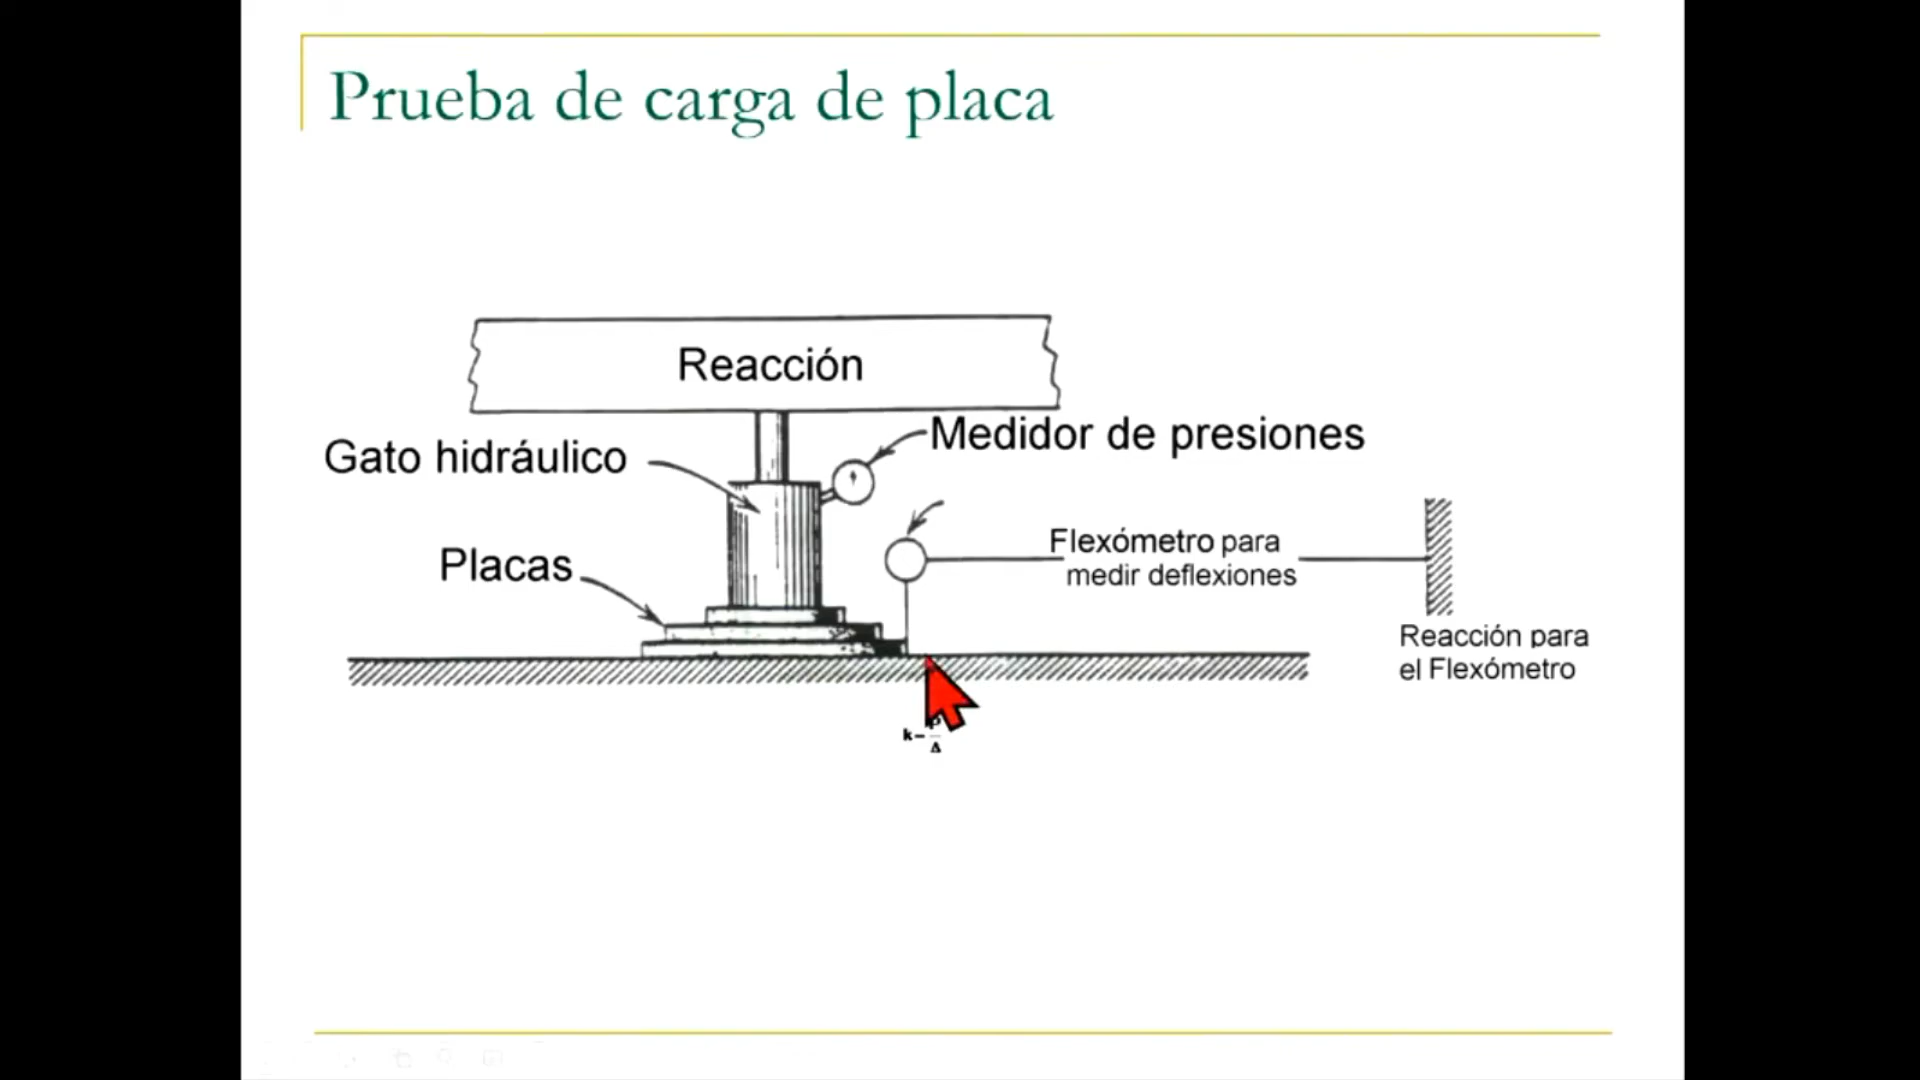 Prueba de carga de placa
Reacción
Medidor de presiones
Gato hidráulico
Flexómetro para
medir deflexiones
Placas
Reacción para
el Flexómetro
k=
Δ